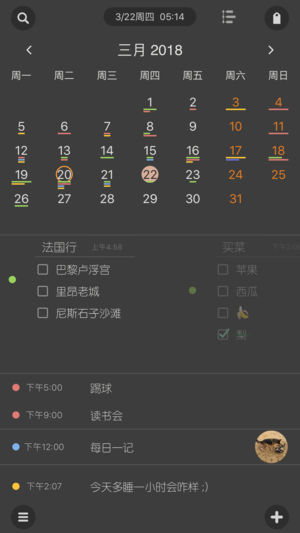 3/22周四 05:14
三月 2018
周一 周二 周三 周四 周五 周六 周日
1 2 3 4
5 6 7 8 9 10 11
12 13 14 15 16 17 18
19 20 21 22 23 24 25
26 27 28 29 30 31
法国行 上午4:58
巴黎卢浮宫
里昂老城
尼斯石子沙滩
买菜
苹果
西瓜
🍌
梨
下午5:00 踢球
下午9:00 读书会
下午12:00 每日一记
下午2:07 今天多睡一小时会咋样 ;)